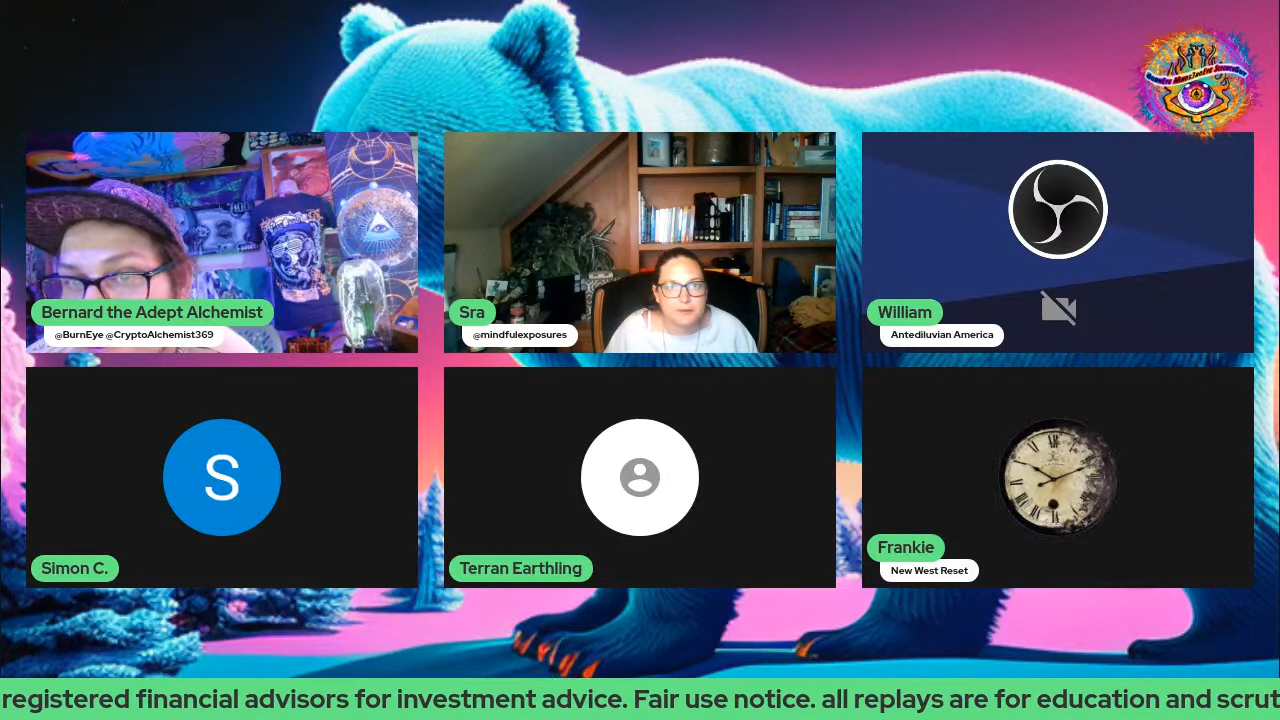 Bernard the Adept Alchemist
@BurnEye @CryptoAlchemist369
Sra
@mindfulexposures
William
Antediluvian America
S
Simon C.
Terran Earthling
Frankie
New West Reset
registered financial advisors for investment advice. Fair use notice. all replays are for education and scrut